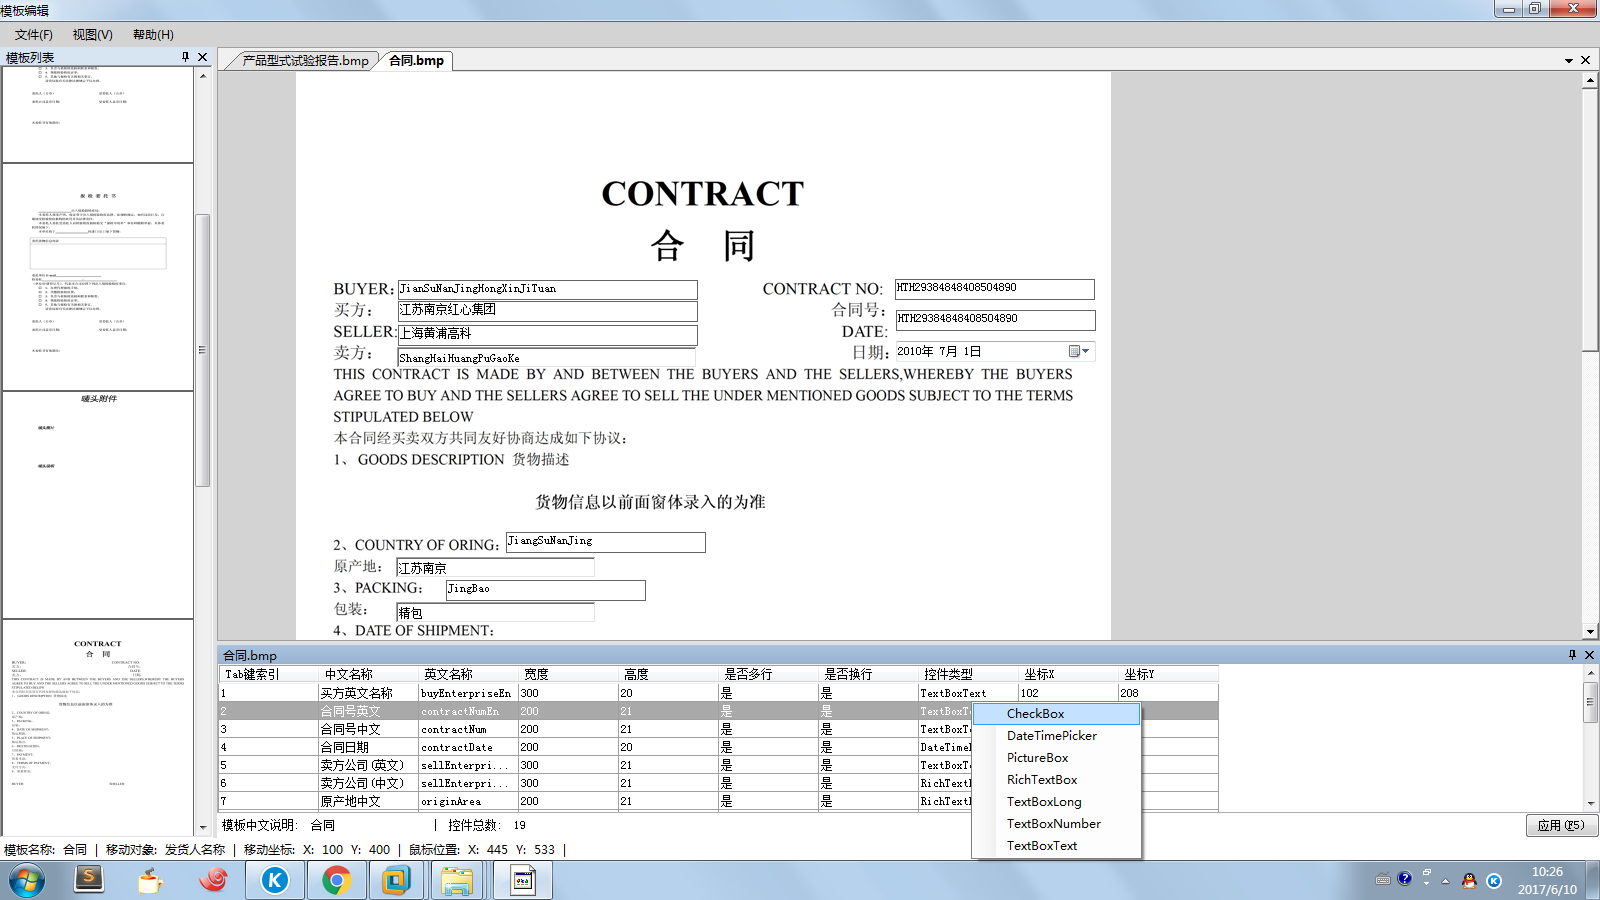 模板编辑
文件(F) 视图(V) 帮助(H)
模板列表
产品型式试验报告.bmp 合同.bmp
报 检 委 托 书
唛头附件
CONTRACT
合 同
CONTRACT
合 同
BUYER: JianSuNanJingHongXinJiTuan CONTRACT NO: HTH29384848408504890
买方: 江苏南京红心集团 合同号: HTH29384848408504890
SELLER: 上海黄浦高科 DATE:
卖方: ShangHaiHuangPuGaoKe 日期: 2010年 7月 1日
THIS CONTRACT IS MADE BY AND BETWEEN THE BUYERS AND THE SELLERS,WHEREBY THE BUYERS
AGREE TO BUY AND THE SELLERS AGREE TO SELL THE UNDER MENTIONED GOODS SUBJECT TO THE TERMS
STIPULATED BELOW
本合同经买卖双方共同友好协商达成如下协议:
1、 GOODS DESCRIPTION 货物描述
货物信息以前面窗体录入的为准
2、COUNTRY OF ORING: JiangSuNanJing
原产地: 江苏南京
3、PACKING: JingBao
包装: 精包
4、DATE OF SHIPMENT:
合同.bmp
Tab键索引 中文名称 英文名称 宽度 高度 是否多行 是否换行 控件类型 坐标X 坐标Y
1 买方英文名称 buyEnterpriseEn 300 20 是 是 TextBoxText 102 208
2 合同号英文 contractNumEn 200 21 是 是 TextBoxT
3 合同号中文 contractNum 200 21 是 是 TextBoxT
4 合同日期 contractDate 200 20 是 是 DateTimeP
5 卖方公司(英文) sellEnterpri... 300 21 是 是 TextBoxT
6 卖方公司(中文) sellEnterpri... 300 21 是 是 RichTextB
7 原产地中文 originArea 200 21 是 是 RichTextB
CheckBox
DateTimePicker
PictureBox
RichTextBox
TextBoxLong
TextBoxNumber
TextBoxText
模板中文说明: 合同 | 控件总数: 19
应用(F5)
模板名称: 合同 | 移动对象: 发货人名称 | 移动坐标: X: 100 Y: 400 | 鼠标位置: X: 445 Y: 533 |
10:26
2017/6/10